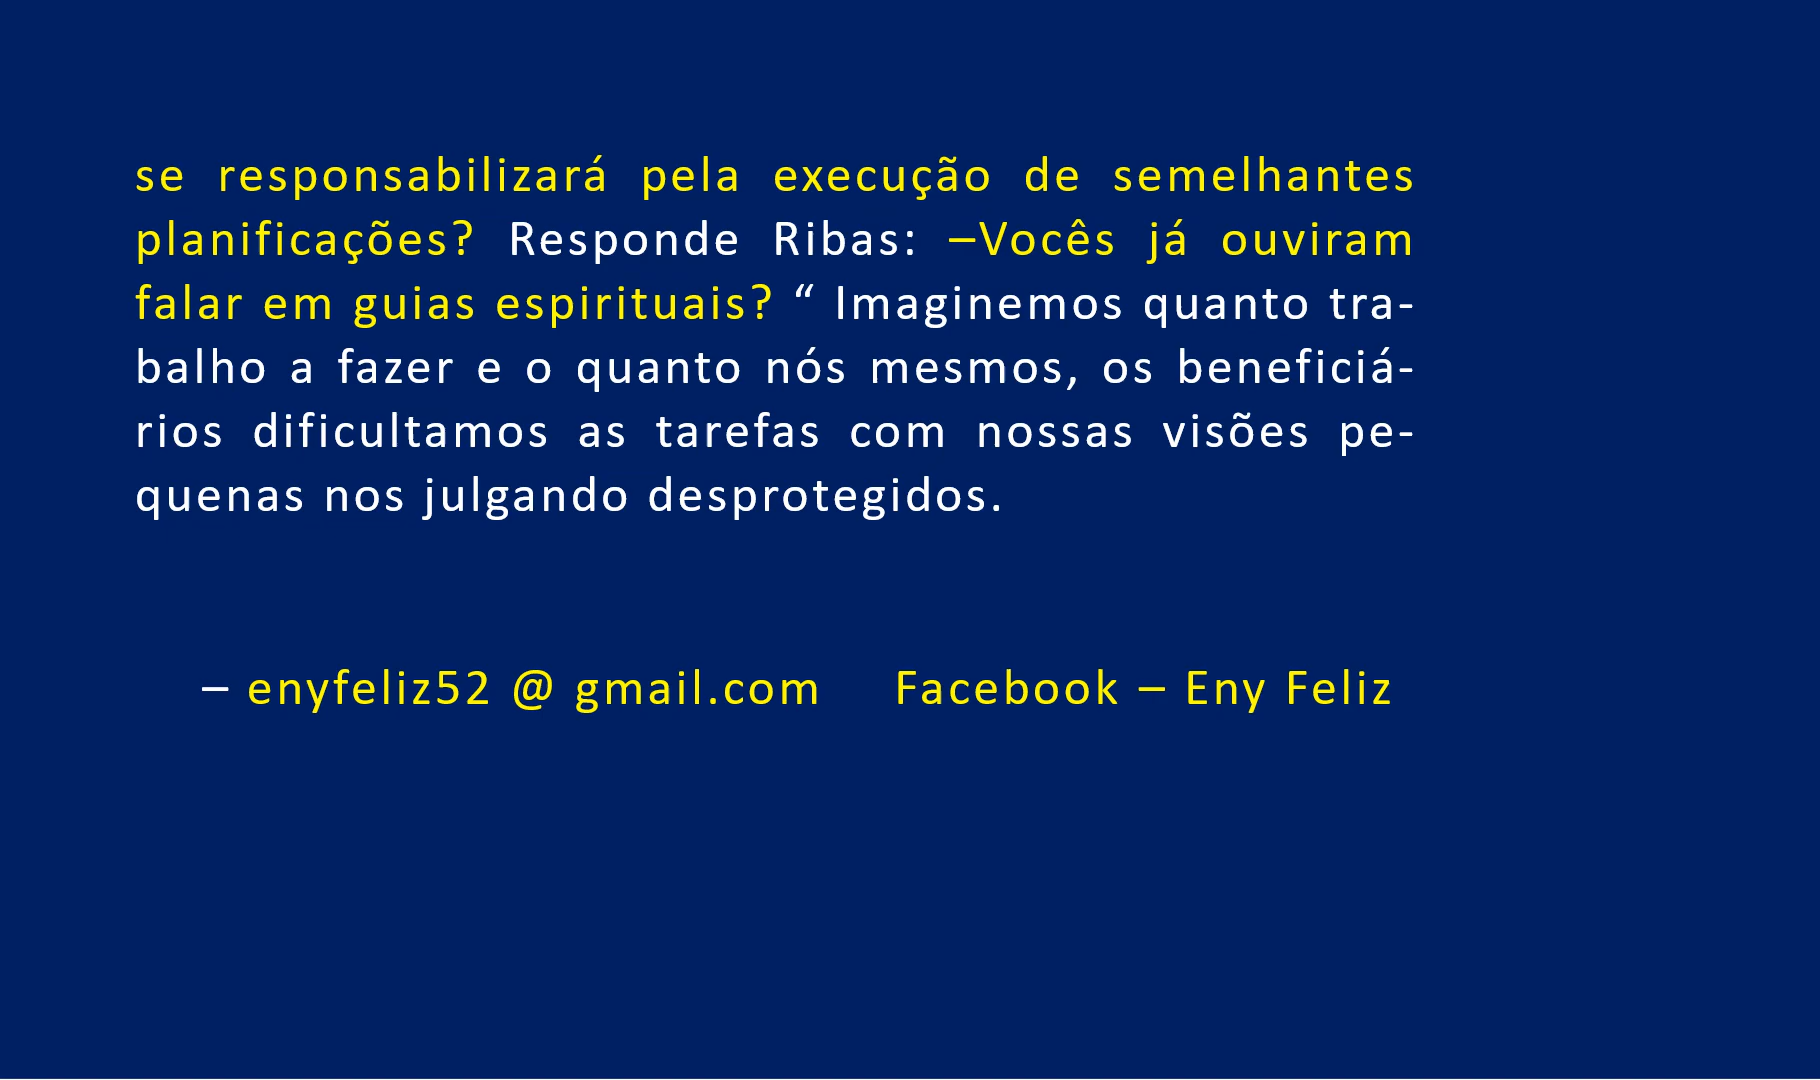 se responsabilizará pela execução de semelhantes
planificações? Responde Ribas: –Vocês já ouviram
falar em guias espirituais? “ Imaginemos quanto tra-
balho a fazer e o quanto nós mesmos, os beneficiá-
rios dificultamos as tarefas com nossas visões pe-
quenas nos julgando desprotegidos.
– enyfeliz52 @ gmail.com Facebook – Eny Feliz